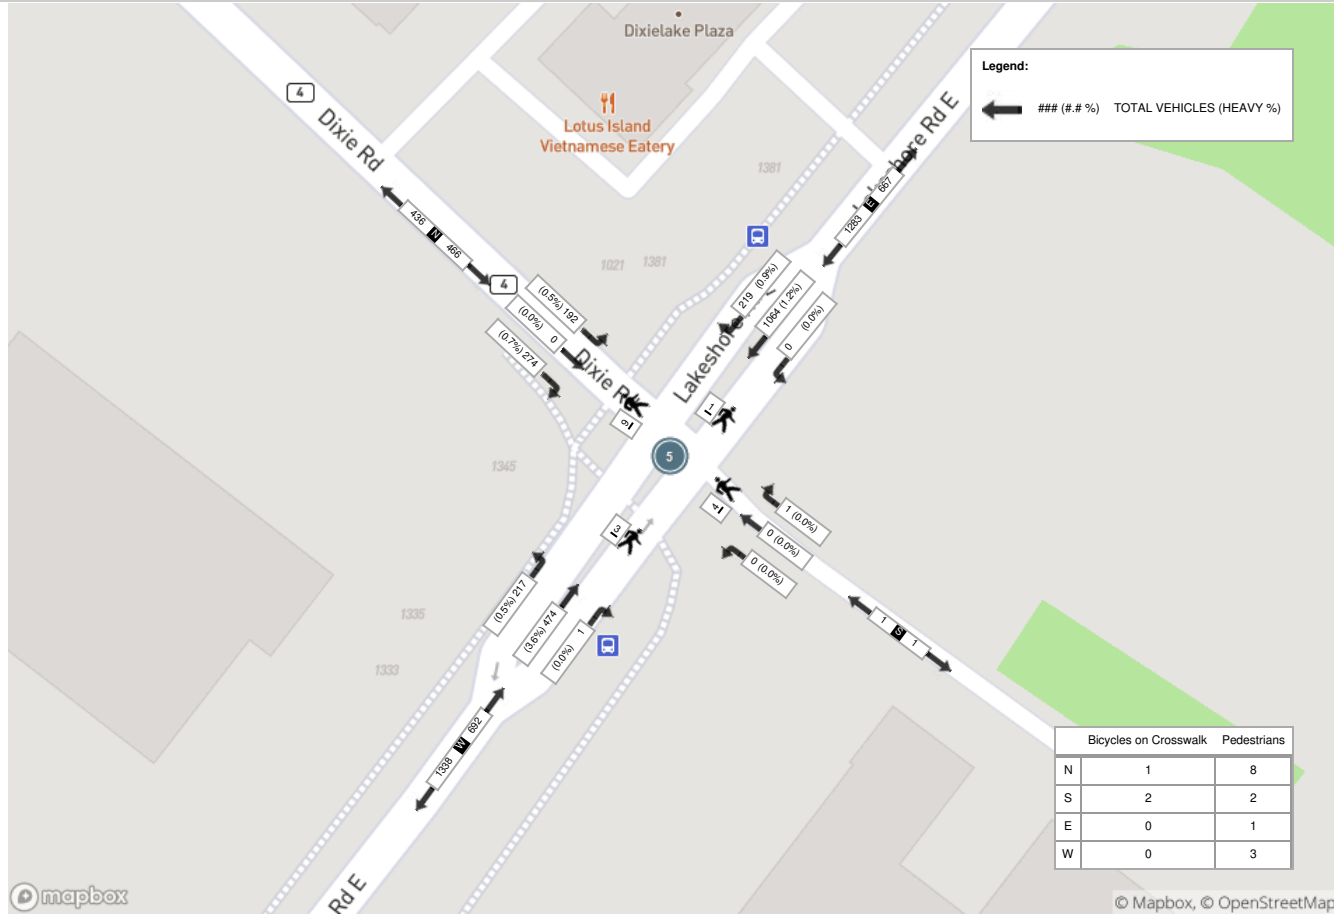 Dixielake Plaza
Lotus Island
Vietnamese Eatery
4
Dixie Rd
1381
Legend:
### (#.# %) TOTAL VEHICLES (HEAVY %)
436 N 466
4
1021
1381
1283 E 667
(0.5%) 192
(0.0%) 0
(0.7%) 274
219 (0.9%)
1064 (1.2%)
0 (0.0%)
Dixie Rd
Lakeshore
1
5
1345
4
3
1 (0.0%)
0 (0.0%)
0 (0.0%)
(0.5%) 217
(3.6%) 474
(0.0%) 1
1335
1333
1 S 1
1338 W 692
Rd E
Bicycles on Crosswalk Pedestrians
N 1 8
S 2 2
E 0 1
W 0 3
mapbox
© Mapbox, © OpenStreetMap